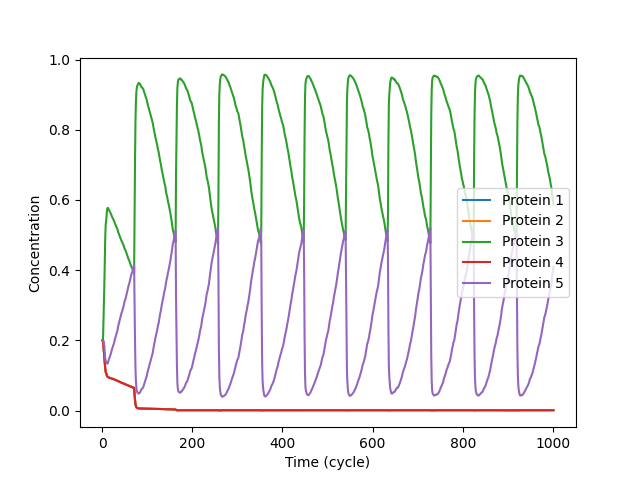 1.0
0.8
0.6
0.4
0.2
0.0
Concentration
0
200
400
600
800
1000
Time (cycle)
Protein 1
Protein 2
Protein 3
Protein 4
Protein 5